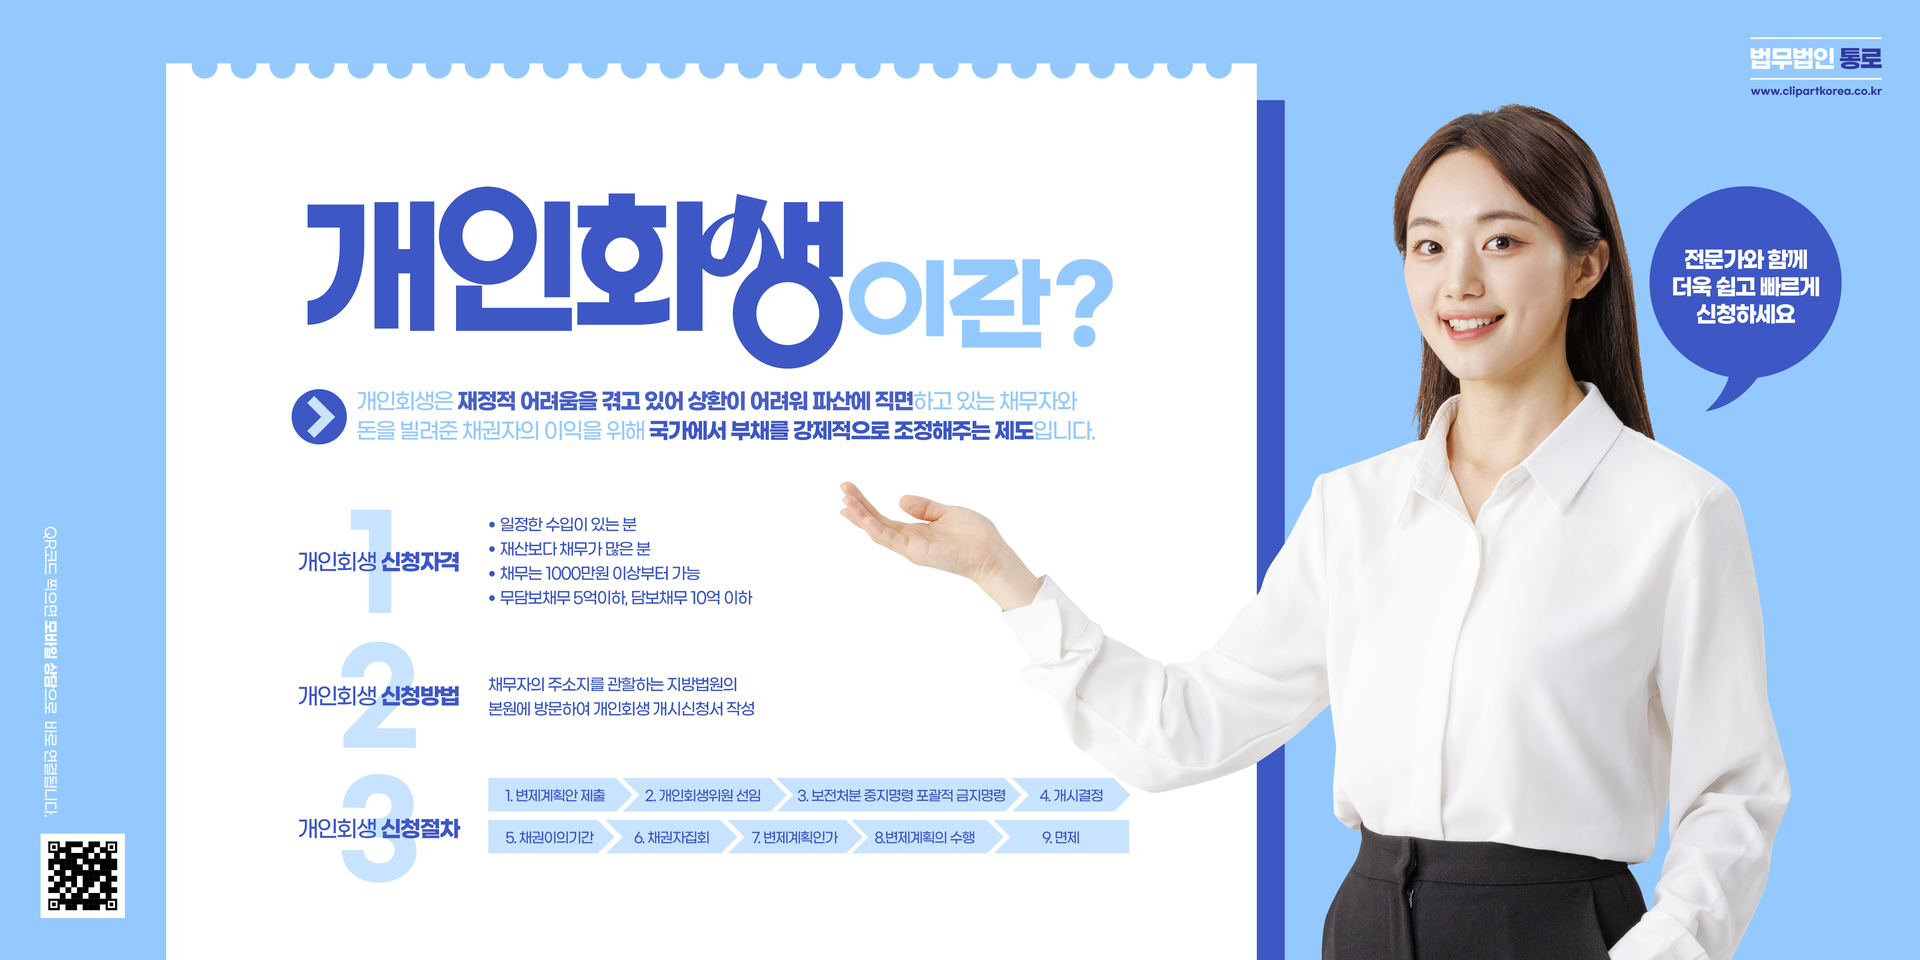 법무법인 통로
www.clipartkorea.co.kr
개인회생이란?
개인회생은 재정적 어려움을 겪고 있어 상환이 어려워 파산에 직면하고 있는 채무자와
돈을 빌려준 채권자의 이익을 위해 국가에서 부채를 강제적으로 조정해주는 제도입니다.
전문가와 함께
더욱 쉽고 빠르게
신청하세요
1
개인회생 신청자격
• 일정한 수입이 있는 분
• 재산보다 채무가 많은 분
• 채무는 1000만원 이상부터 가능
• 무담보채무 5억이하, 담보채무 10억 이하
2
개인회생 신청방법
채무자의 주소지를 관할하는 지방법원의
본원에 방문하여 개인회생 개시신청서 작성
3
개인회생 신청절차
1. 변제계획안 제출
2. 개인회생위원 선임
3. 보전처분 중지명령 포괄적 금지명령
4. 개시결정
5. 채권이의기간
6. 채권자집회
7. 변제계획인가
8.변제계획의 수행
9. 면제
QR코드 찍으면 모바일 상담으로 바로 연결됩니다.